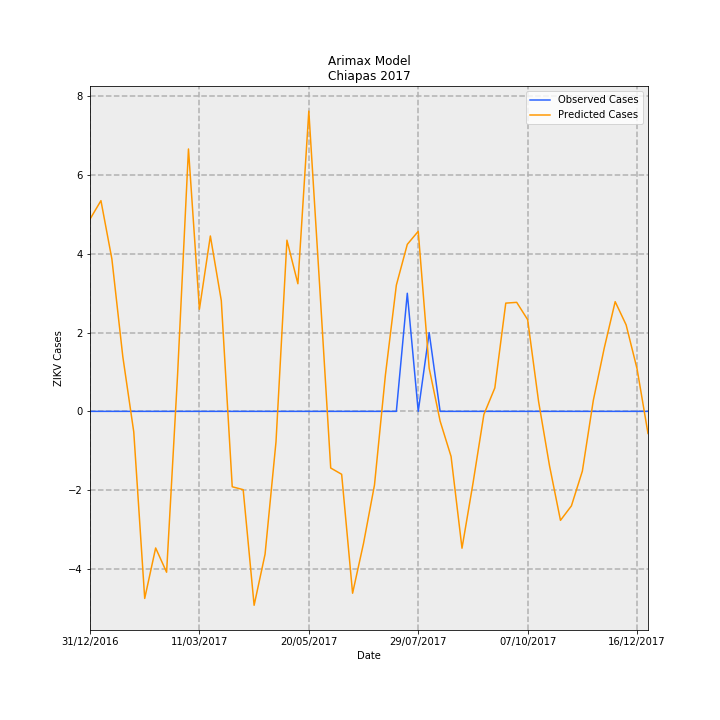 Arimax Model
Chiapas 2017
Observed Cases
Predicted Cases
8
6
4
2
0
−2
−4
ZIKV Cases
31/12/2016 11/03/2017 20/05/2017 29/07/2017 07/10/2017 16/12/2017
Date